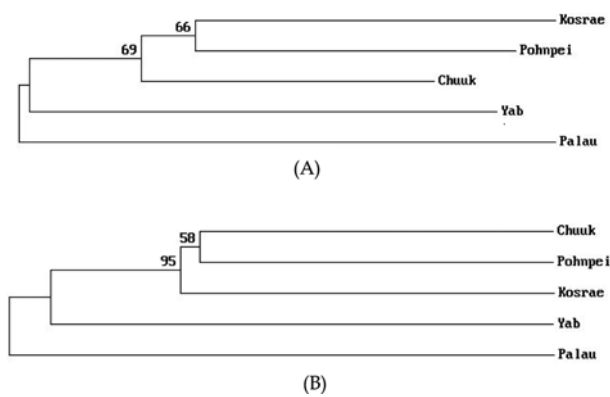 66 Kosrae
Pohnpei
69
Chuuk
Yab
Palau
(A)
58 Chuuk
95 Pohnpei
Kosrae
Yab
Palau
(B)